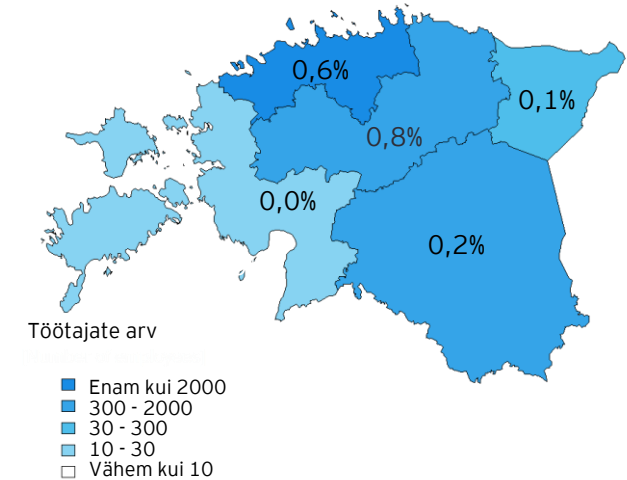 0,6%
0,1%
0,8%
0,0%
0,2%
Töötajate arv
Enam kui 2000
300 - 2000
30 - 300
10 - 30
Vähem kui 10